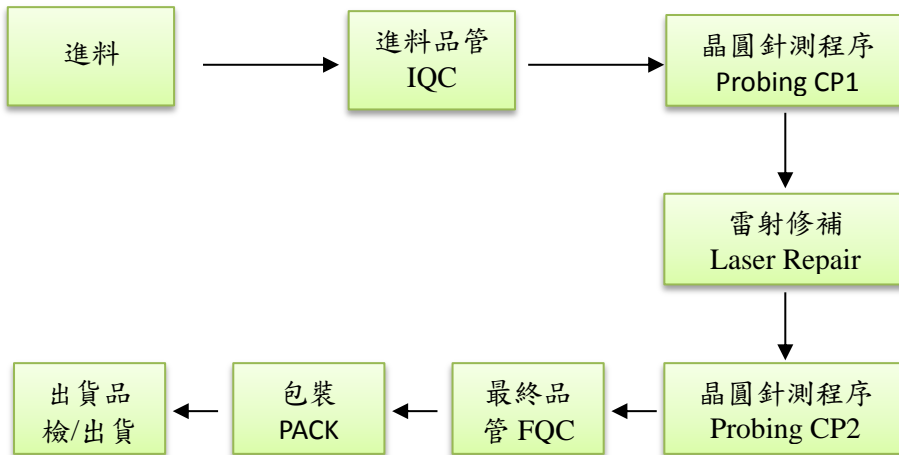 進料
進料品管
IQC
晶圓針測程序
Probing CP1
雷射修補
Laser Repair
晶圓針測程序
Probing CP2
最終品
管 FQC
包裝
PACK
出貨品
檢/出貨